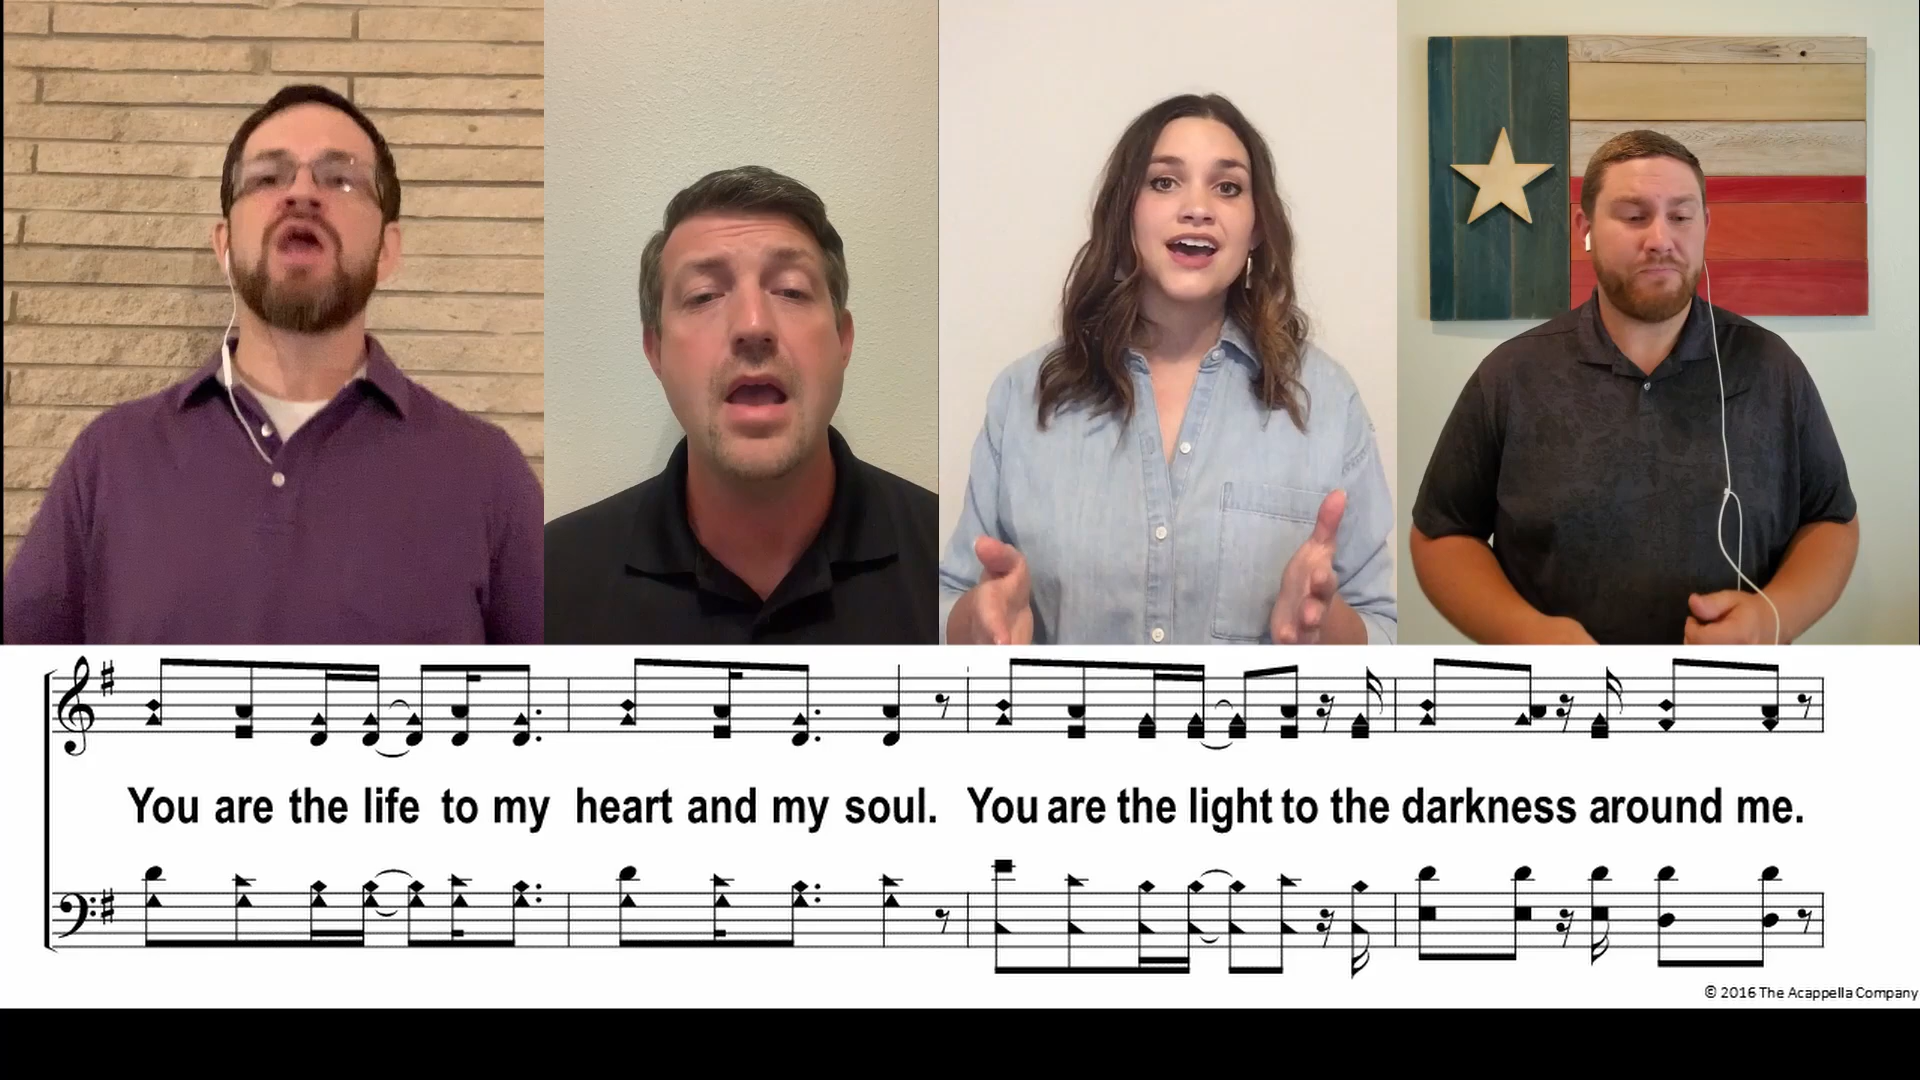 You are the life to my heart and my soul. You are the light to the darkness around me.
© 2016 The Acappella Company